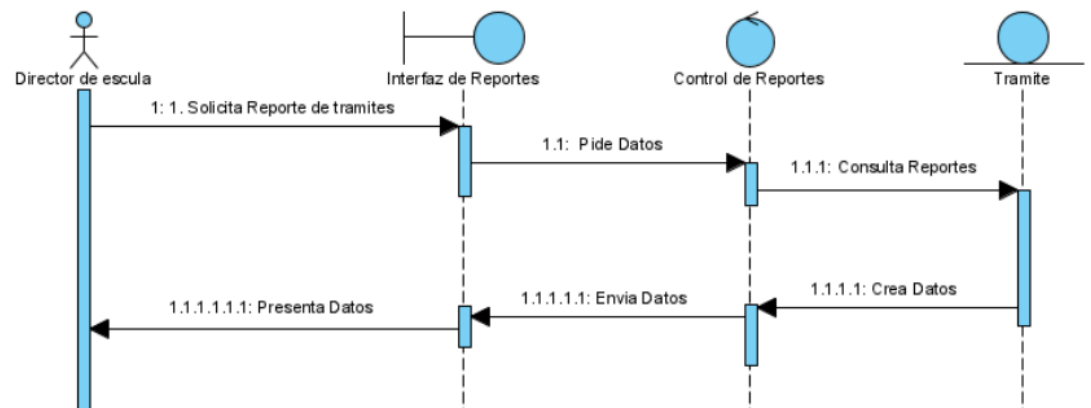 Director de escula
Interfaz de Reportes
Control de Reportes
Tramite
1: 1. Solicita Reporte de tramites
1.1: Pide Datos
1.1.1: Consulta Reportes
1.1.1.1: Crea Datos
1.1.1.1.1: Envia Datos
1.1.1.1.1.1: Presenta Datos